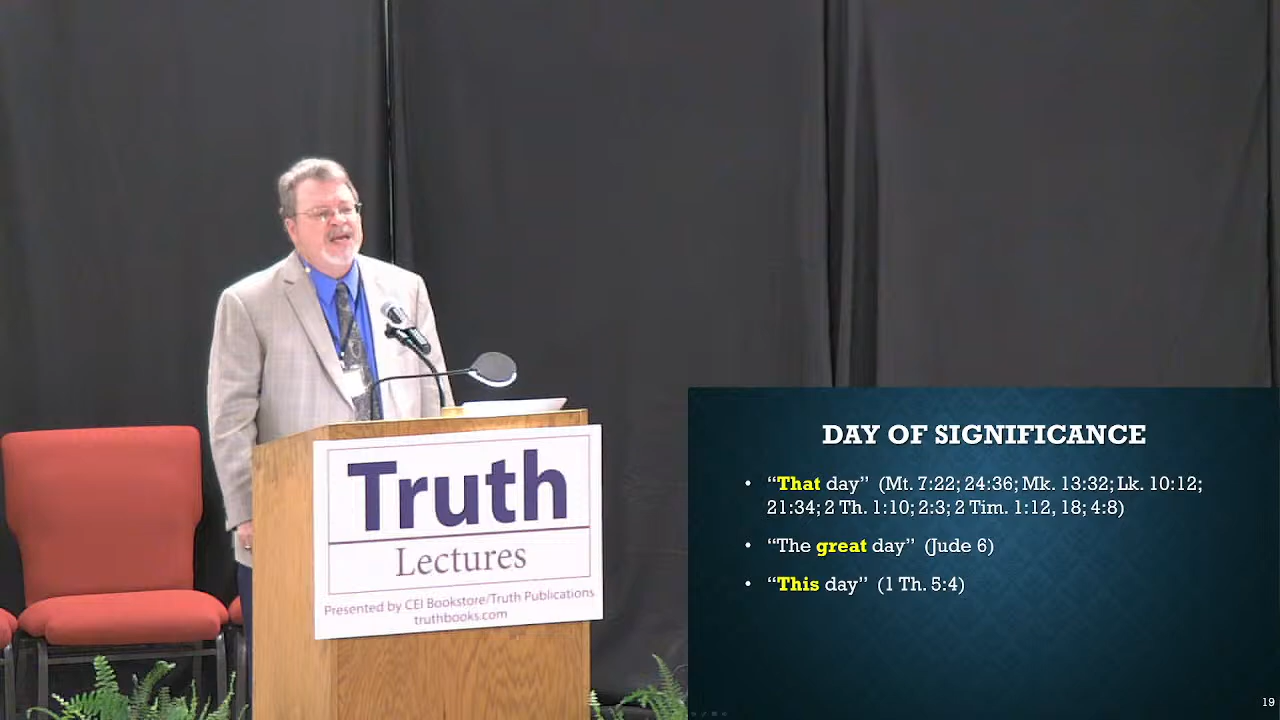 Truth
Lectures
Presented by CEI Bookstore/Truth Publications
truthbooks.com
DAY OF SIGNIFICANCE
• “That day” (Mt. 7:22; 24:36; Mk. 13:32; Lk. 10:12;
21:34; 2 Th. 1:10; 2:3; 2 Tim. 1:12, 18; 4:8)
• “The great day” (Jude 6)
• “This day” (1 Th. 5:4)
19